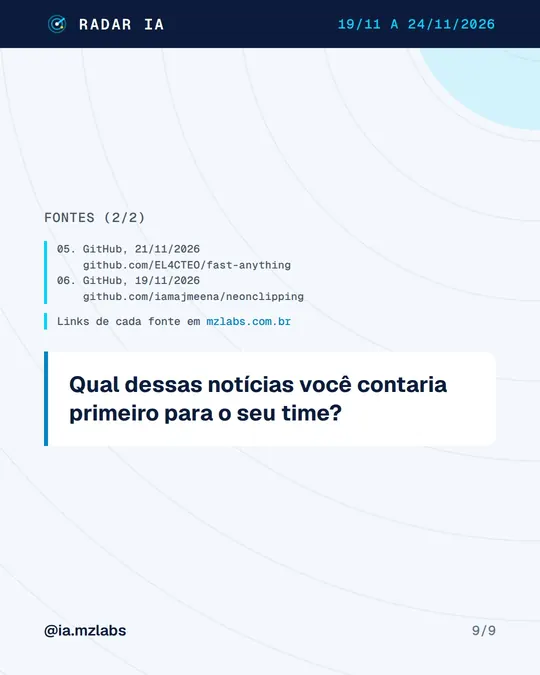 RADAR IA
19/11 A 24/11/2026
FONTES (2/2)
05. GitHub, 21/11/2026
github.com/EL4CTEO/fast-anything
06. GitHub, 19/11/2026
github.com/iamajmeena/neonclipping
Links de cada fonte em mzlabs.com.br
Qual dessas notícias você contaria
primeiro para o seu time?
@ia.mzlabs
9/9